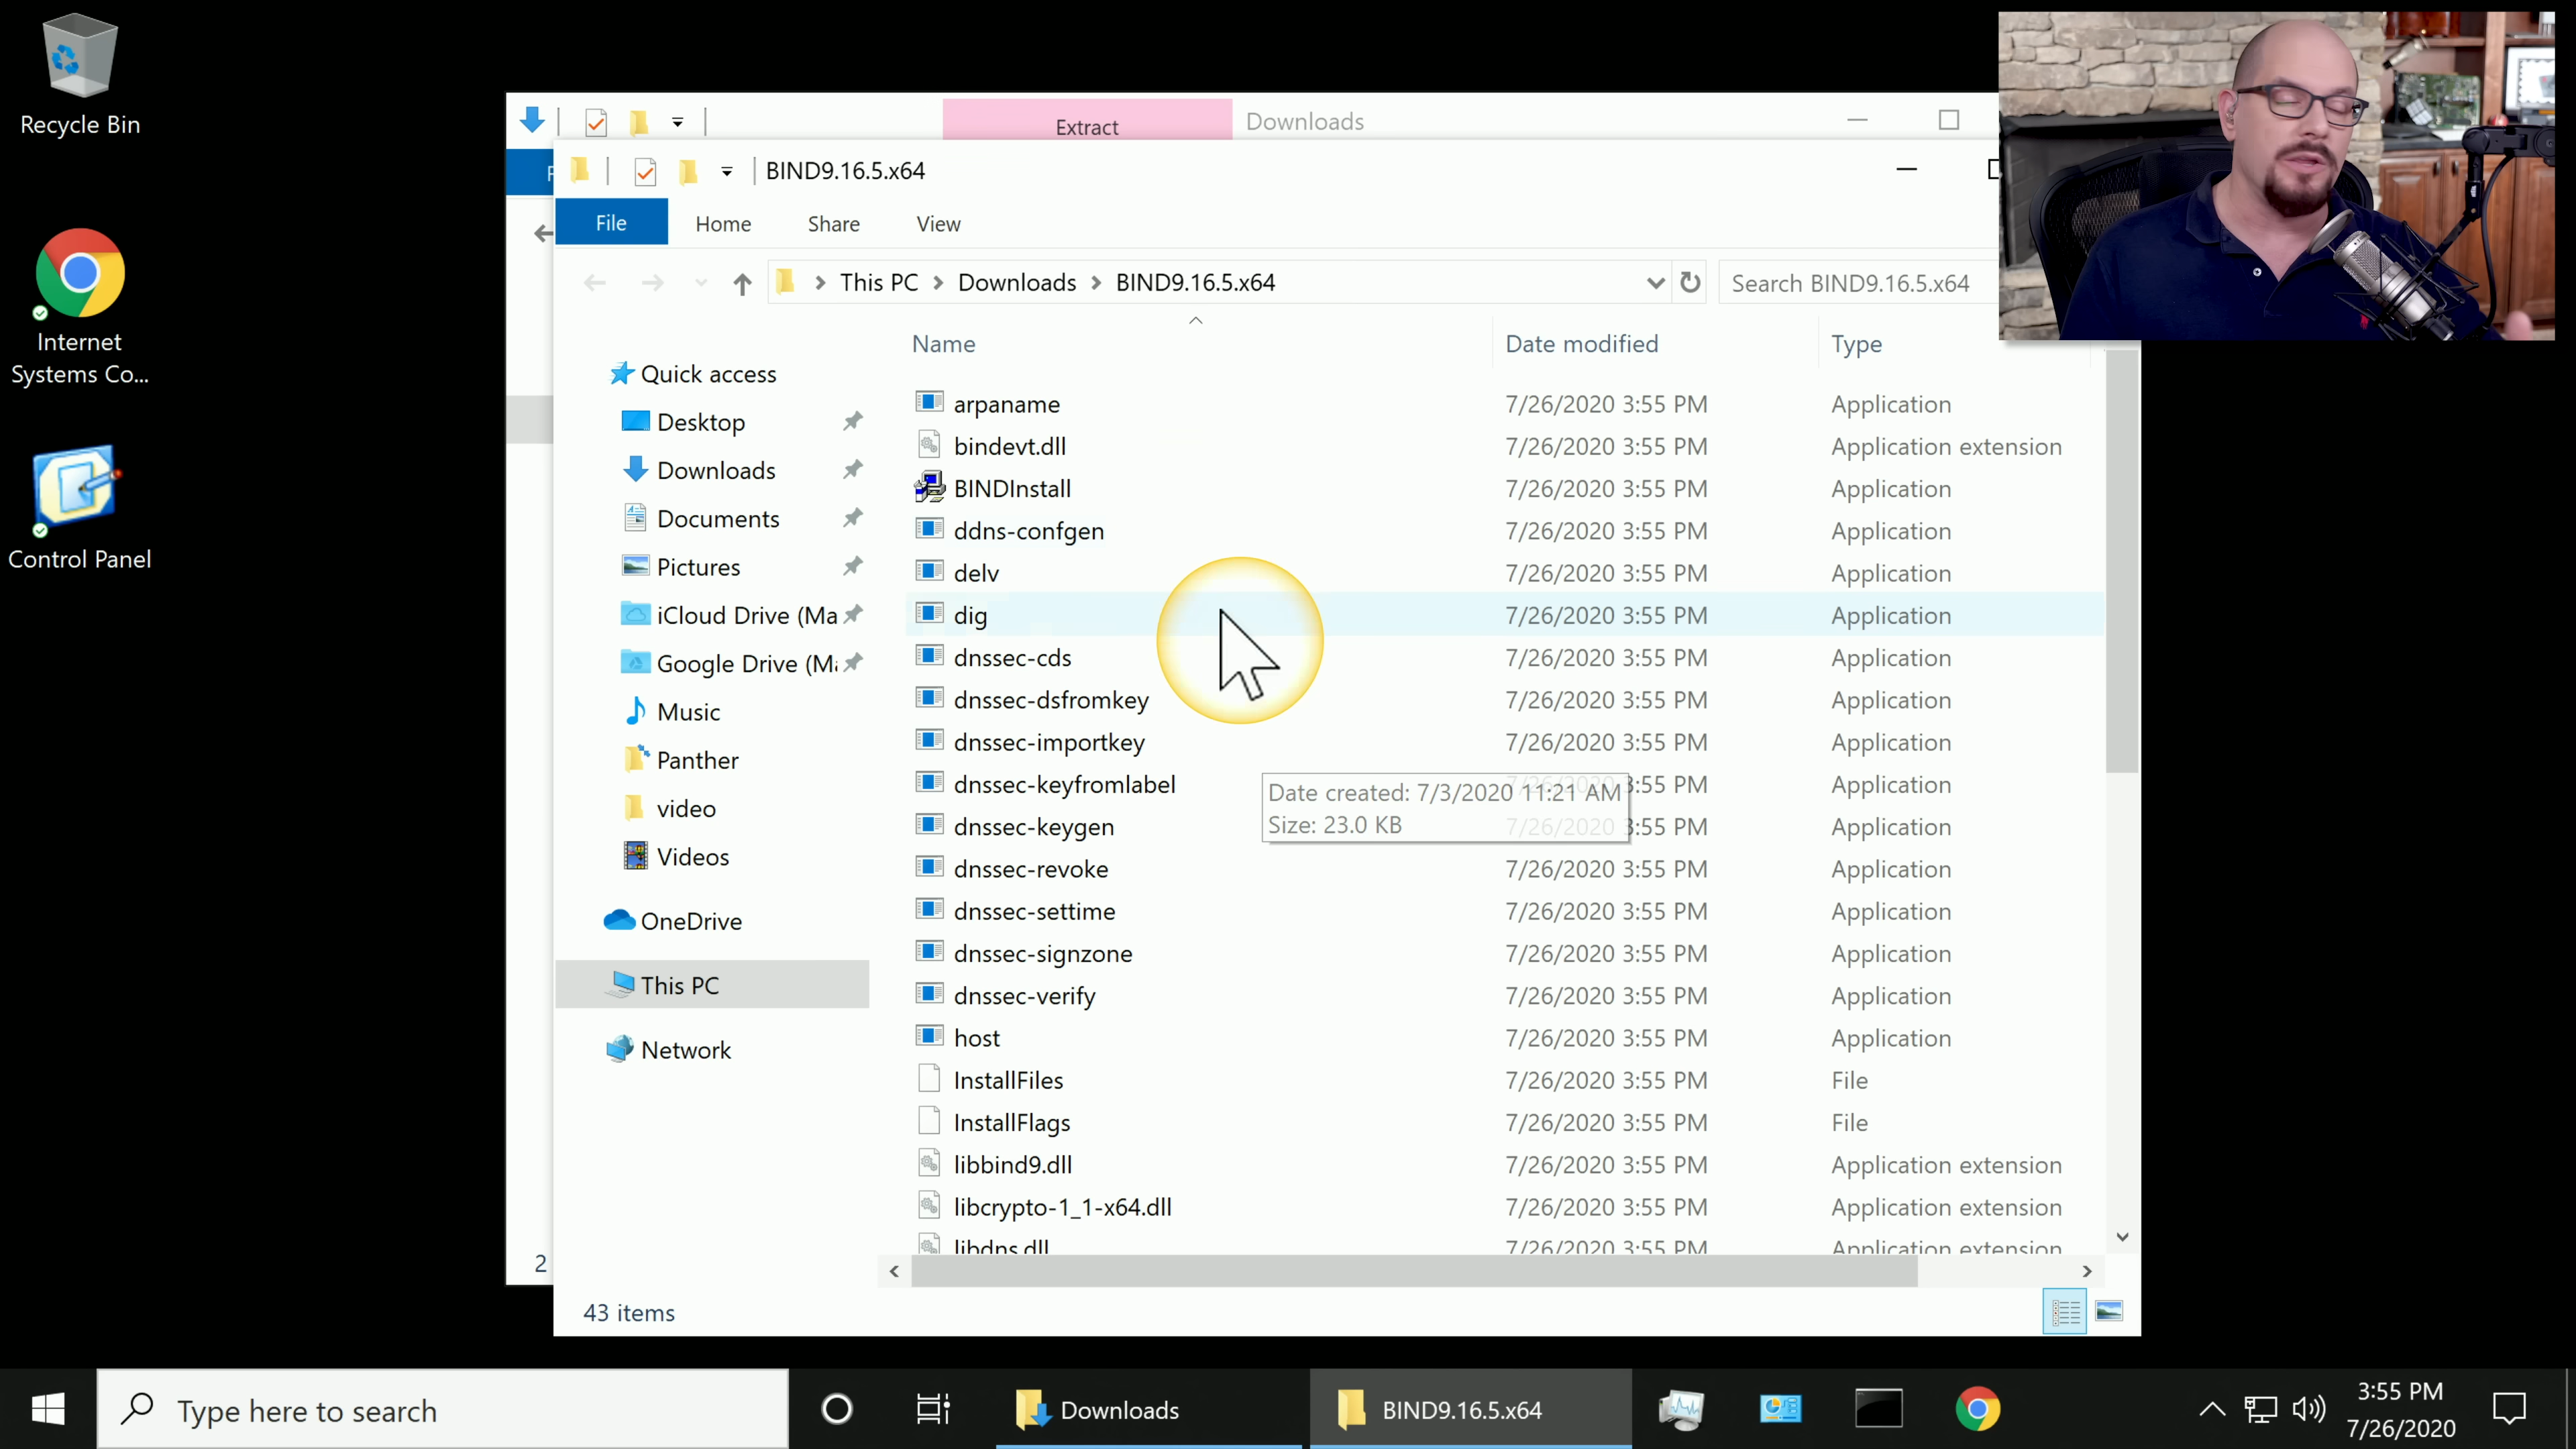 Recycle Bin
Internet
Systems Co...
Control Panel
Extract
Downloads
BIND9.16.5.x64
File
Home
Share
View
This PC
Downloads
BIND9.16.5.x64
Search BIND9.16.5.x64
Name
Date modified
Type
Quick access
Desktop
Downloads
Documents
Pictures
iCloud Drive (Ma
Google Drive (Ma
Music
Panther
video
Videos
OneDrive
This PC
Network
arpaname 7/26/2020 3:55 PM Application
bindevt.dll 7/26/2020 3:55 PM Application extension
BINDInstall 7/26/2020 3:55 PM Application
ddns-confgen 7/26/2020 3:55 PM Application
delv 7/26/2020 3:55 PM Application
dig 7/26/2020 3:55 PM Application
dnssec-cds 7/26/2020 3:55 PM Application
dnssec-dsfromkey 7/26/2020 3:55 PM Application
dnssec-importkey 7/26/2020 3:55 PM Application
dnssec-keyfromlabel 7/26/2020 3:55 PM Application
dnssec-keygen 7/26/2020 3:55 PM Application
Date created: 7/3/2020 11:21 AM
Size: 23.0 KB
dnssec-revoke 7/26/2020 3:55 PM Application
dnssec-settime 7/26/2020 3:55 PM Application
dnssec-signzone 7/26/2020 3:55 PM Application
dnssec-verify 7/26/2020 3:55 PM Application
host 7/26/2020 3:55 PM Application
InstallFiles 7/26/2020 3:55 PM File
InstallFlags 7/26/2020 3:55 PM File
libbind9.dll 7/26/2020 3:55 PM Application extension
libcrypto-1_1-x64.dll 7/26/2020 3:55 PM Application extension
libdns.dll 7/26/2020 3:55 PM Application extension
2
43 items
Type here to search
Downloads
BIND9.16.5.x64
3:55 PM
7/26/2020